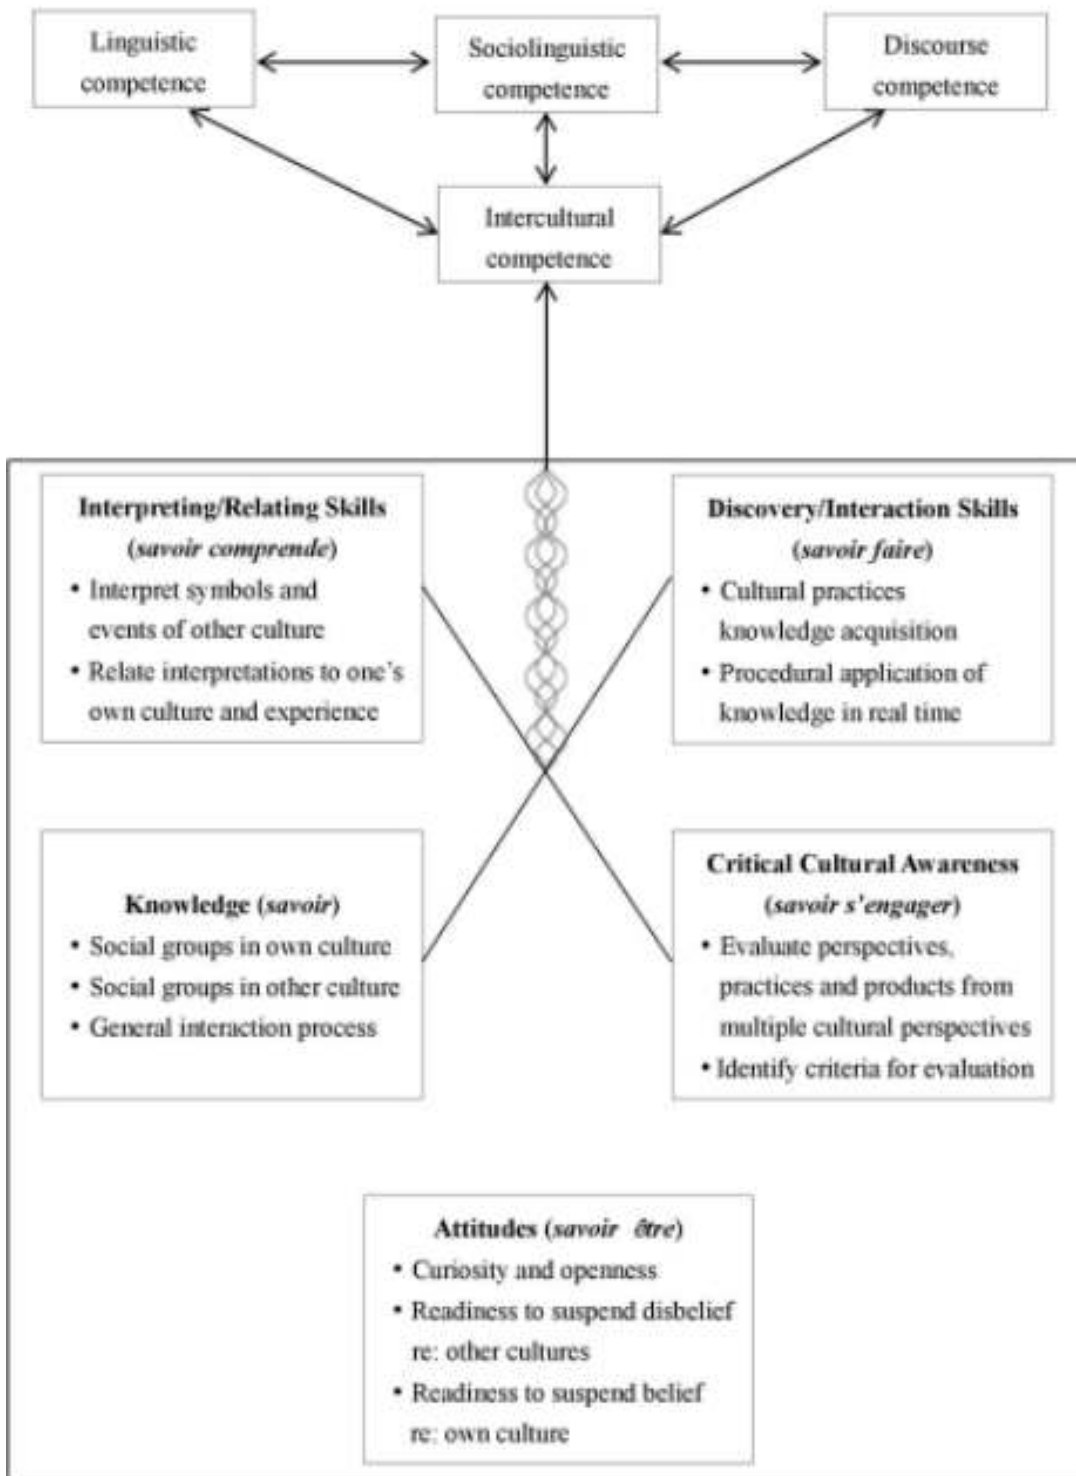 Linguistic
competence
Sociolinguistic
competence
Discourse
competence
Intercultural
competence
Interpreting/Relating Skills
(savoir comprende)
• Interpret symbols and
events of other culture
• Relate interpretations to one's
own culture and experience
Discovery/Interaction Skills
(savoir faire)
• Cultural practices
knowledge acquisition
• Procedural application of
knowledge in real time
Knowledge (savoir)
• Social groups in own culture
• Social groups in other culture
• General interaction process
Critical Cultural Awareness
(savoir s'engager)
• Evaluate perspectives,
practices and products from
multiple cultural perspectives
• Identify criteria for evaluation
Attitudes (savoir être)
• Curiosity and openness
• Readiness to suspend disbelief
re: other cultures
• Readiness to suspend belief
re: own culture